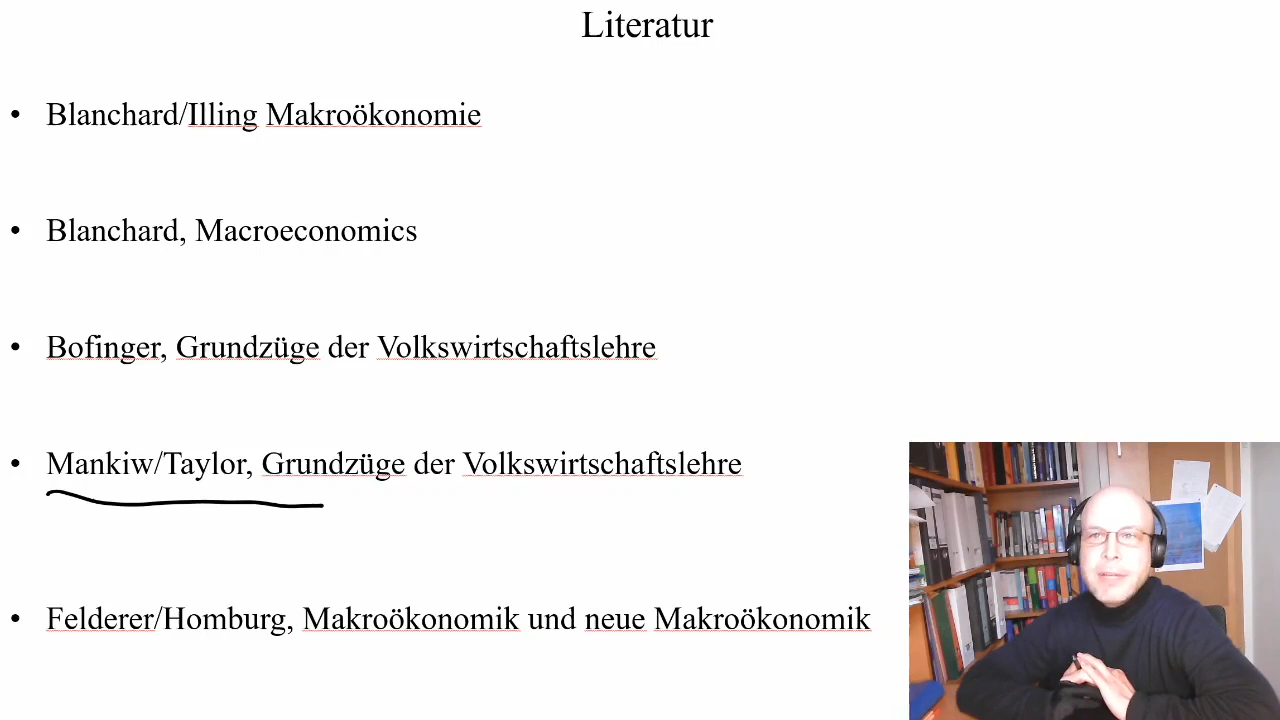 Literatur
• Blanchard/Illing Makroökonomie
• Blanchard, Macroeconomics
• Bofinger, Grundzüge der Volkswirtschaftslehre
• Mankiw/Taylor, Grundzüge der Volkswirtschaftslehre
• Felderer/Homburg, Makroökonomik und neue Makroökonomik